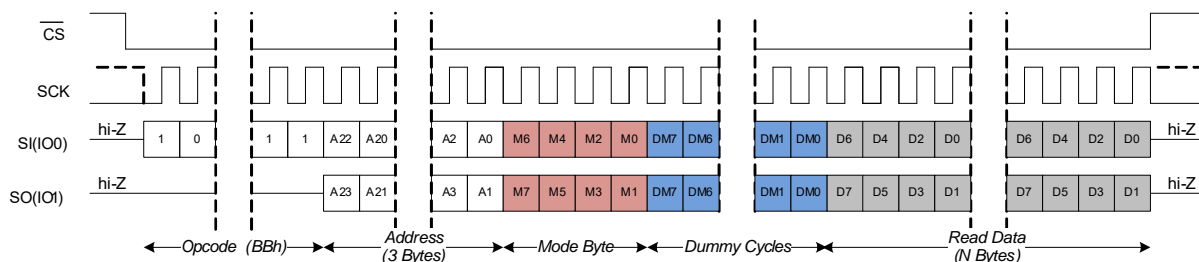 CS
SCK
hi-Z hi-Z
SI(IO0) 1 0 1 1 A22 A20 A2 A0 M6 M4 M2 M0 DM7 DM6 DM1 DM0 D6 D4 D2 D0 D6 D4 D2 D0
hi-Z hi-Z
SO(IO1) A23 A21 A3 A1 M7 M5 M3 M1 DM7 DM6 DM1 DM0 D7 D5 D3 D1 D7 D5 D3 D1
Opcode (BBh) Address Mode Byte Dummy Cycles Read Data
(3 Bytes) (N Bytes)